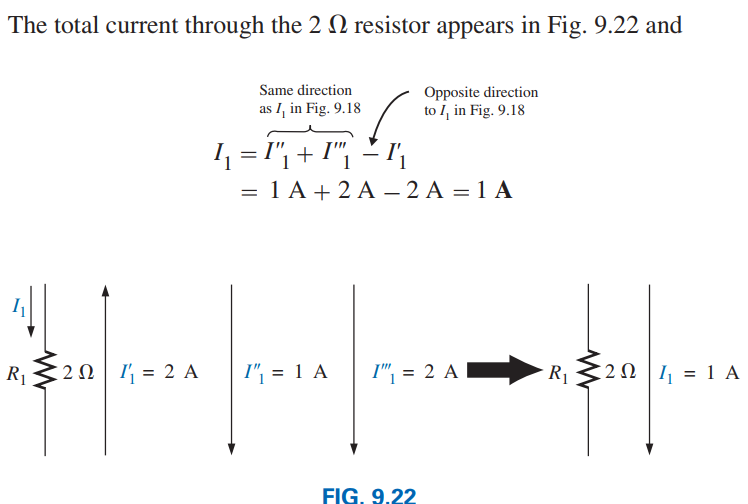 The total current through the 2 Ω resistor appears in Fig. 9.22 and
Same direction
as I₁ in Fig. 9.18
Opposite direction
to I₁ in Fig. 9.18
I₁ = I″₁ + I‴₁ − I′₁
= 1 A + 2 A − 2 A = 1 A
I₁
R₁ 2 Ω I′₁ = 2 A I″₁ = 1 A I‴₁ = 2 A R₁ 2 Ω I₁ = 1 A
FIG. 9.22